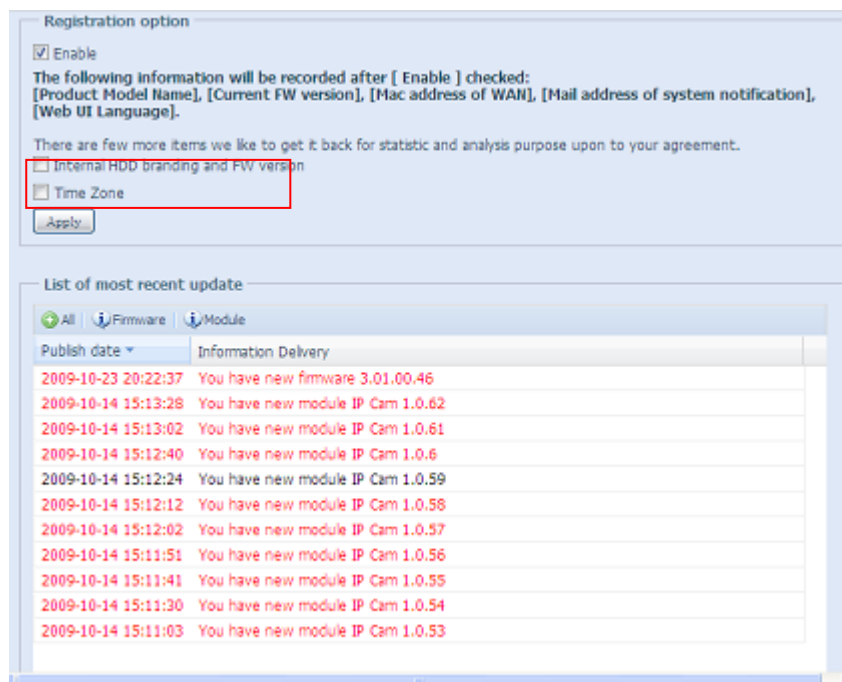 Registration option
Enable
The following information will be recorded after [ Enable ] checked:
[Product Model Name], [Current FW version], [Mac address of WAN], [Mail address of system notification],
[Web UI Language].
There are few more items we like to get it back for statistic and analysis purpose upon to your agreement.
Internal HDD branding and FW version
Time Zone
Apply
List of most recent update
All Firmware Module
Publish date Information Delivery
2009-10-23 20:22:37 You have new firmware 3.01.00.46
2009-10-14 15:13:28 You have new module IP Cam 1.0.62
2009-10-14 15:13:02 You have new module IP Cam 1.0.61
2009-10-14 15:12:40 You have new module IP Cam 1.0.6
2009-10-14 15:12:24 You have new module IP Cam 1.0.59
2009-10-14 15:12:12 You have new module IP Cam 1.0.58
2009-10-14 15:12:02 You have new module IP Cam 1.0.57
2009-10-14 15:11:51 You have new module IP Cam 1.0.56
2009-10-14 15:11:41 You have new module IP Cam 1.0.55
2009-10-14 15:11:30 You have new module IP Cam 1.0.54
2009-10-14 15:11:03 You have new module IP Cam 1.0.53